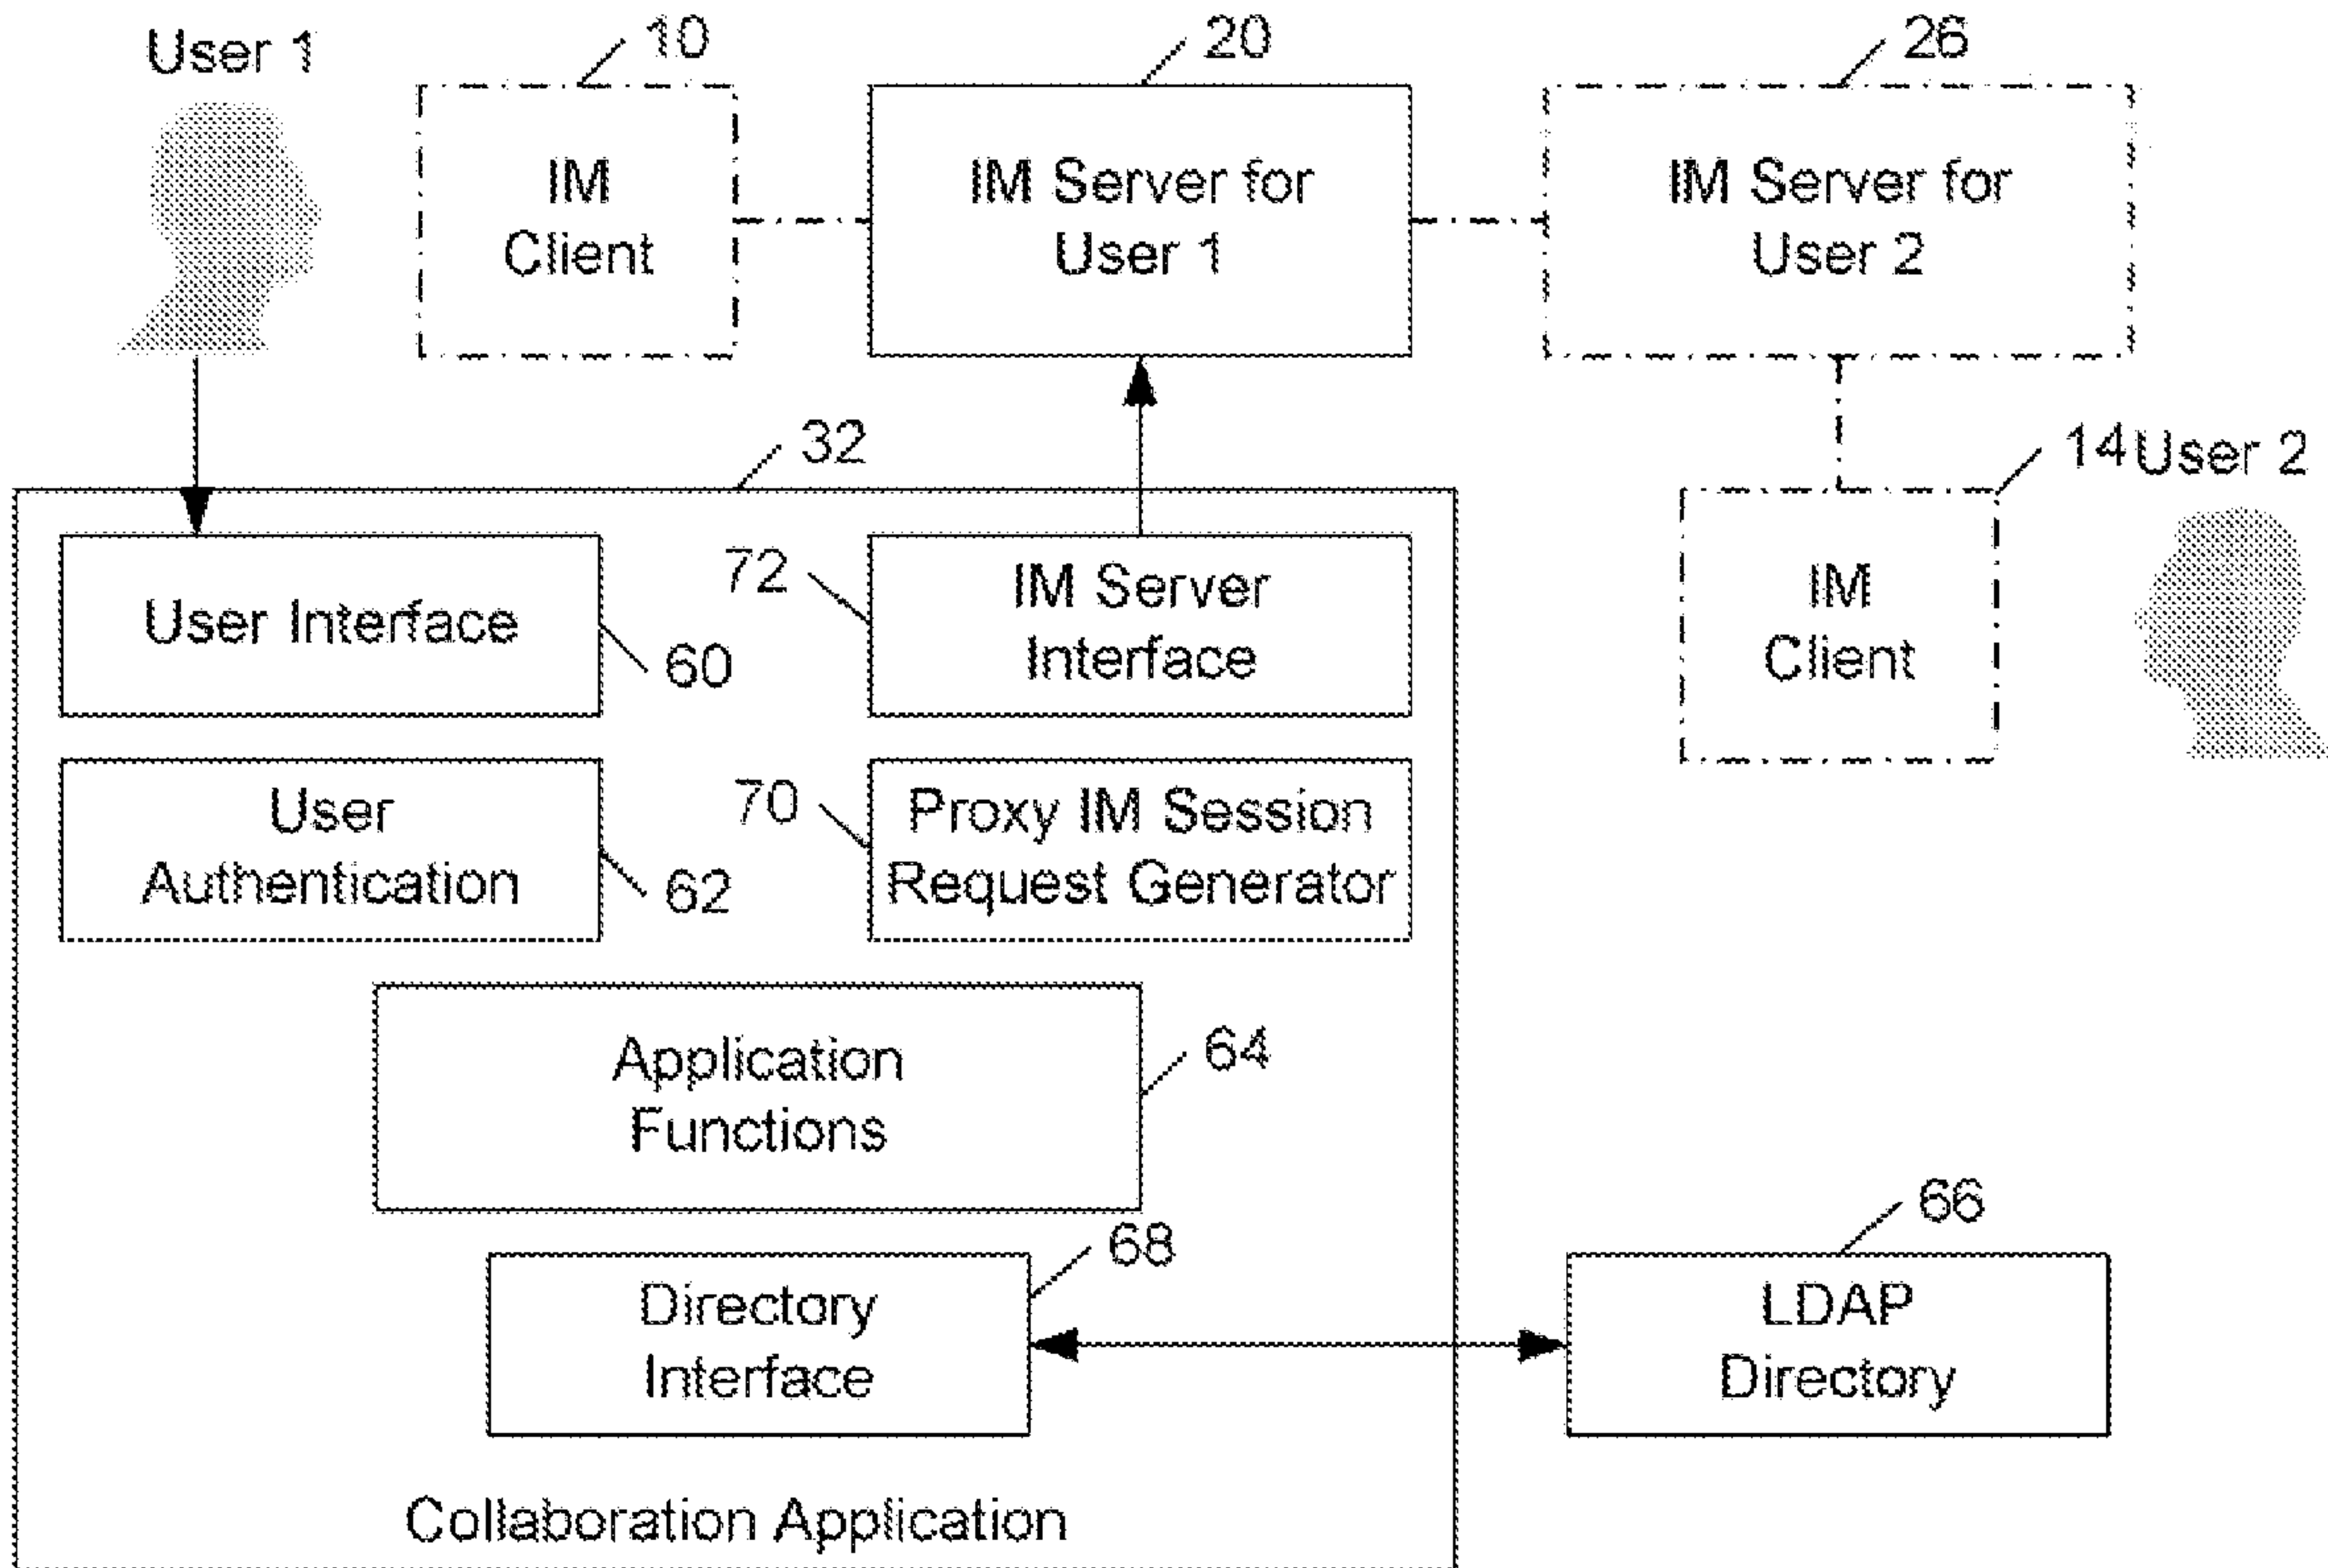 User 1
10
20
26
IM
Client
IM Server for
User 1
IM Server for
User 2
32
14
User 2
User Interface
60
72
IM Server
Interface
IM
Client
User
Authentication
62
70
Proxy IM Session
Request Generator
Application
Functions
64
68
Directory
Interface
66
LDAP
Directory
Collaboration Application